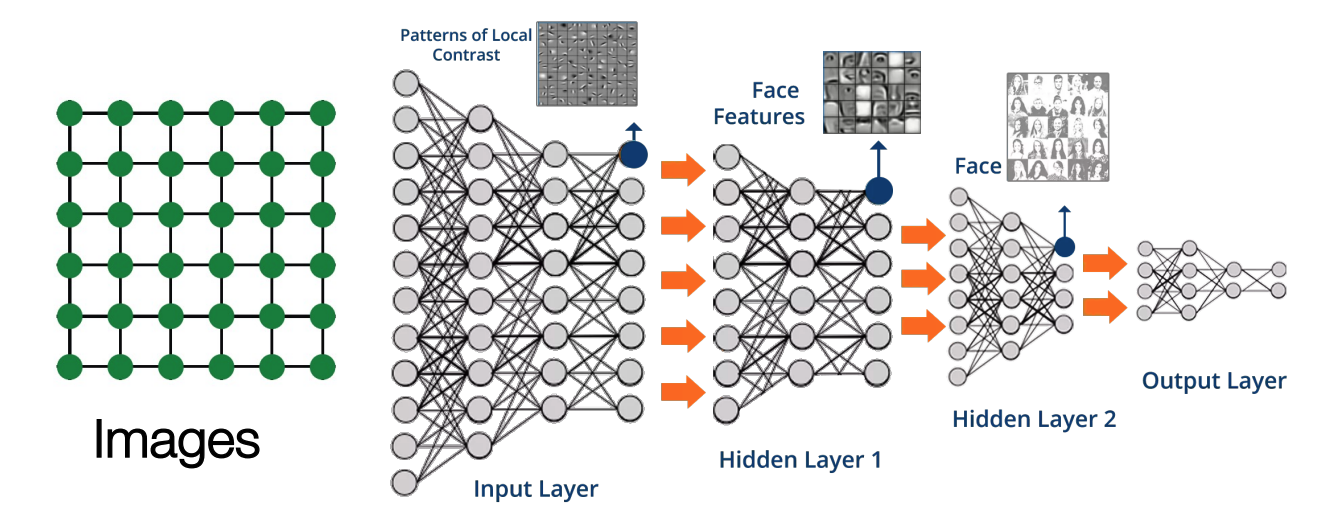 Patterns of Local
Contrast
Face
Features
Face
Images
Input Layer
Hidden Layer 1
Hidden Layer 2
Output Layer